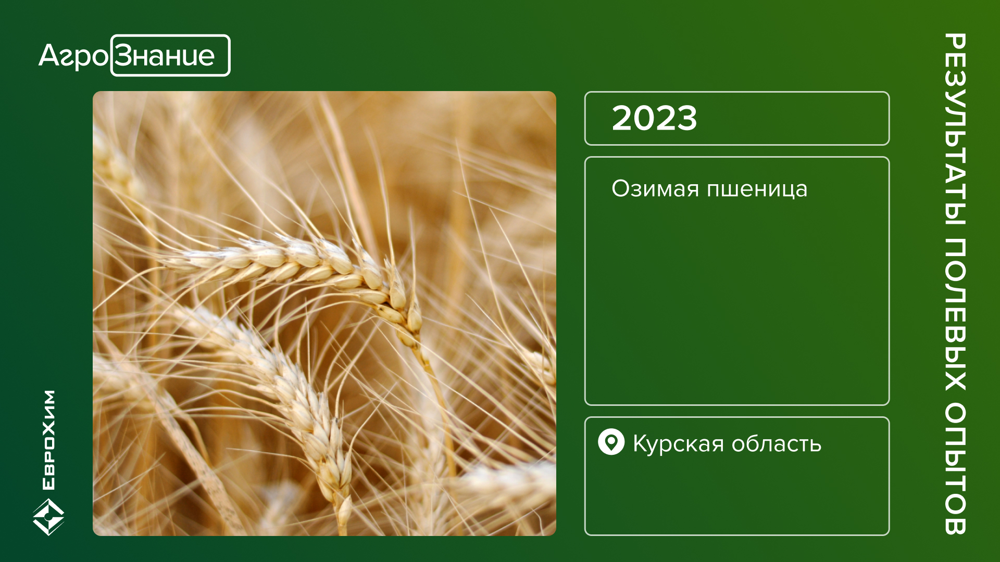 АгроЗнание
2023
Озимая пшеница
Курская область
РЕЗУЛЬТАТЫ ПОЛЕВЫХ ОПЫТОВ
ЕвроХим